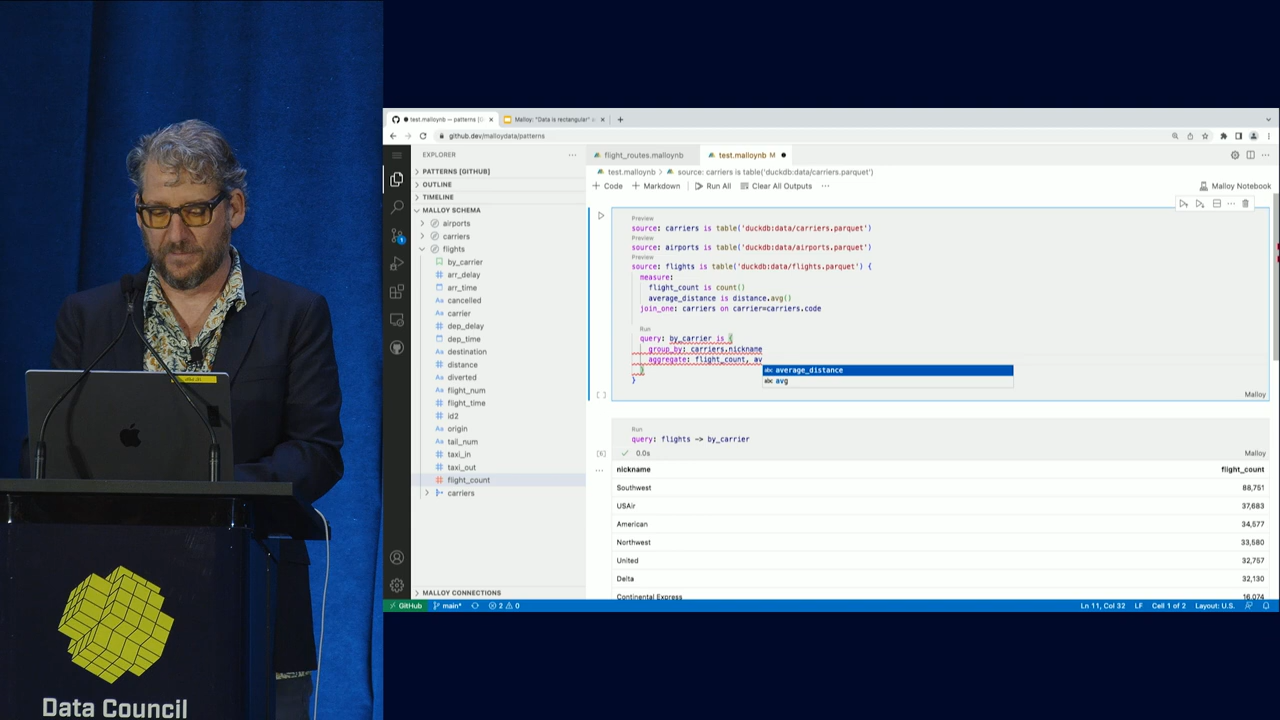 test.malloynb — patterns [G
Malloy: "Data is rectangular"
github.dev/malloydata/patterns
EXPLORER
PATTERNS [GITHUB]
OUTLINE
TIMELINE
MALLOY SCHEMA
airports
carriers
flights
by_carrier
arr_delay
arr_time
cancelled
carrier
dep_delay
dep_time
destination
distance
diverted
flight_num
flight_time
id2
origin
tail_num
taxi_in
taxi_out
flight_count
carriers
MALLOY CONNECTIONS
flight_routes.malloynb
test.malloynb M
test.malloynb > source: carriers is table('duckdb:data/carriers.parquet')
+ Code + Markdown Run All Clear All Outputs ... Malloy Notebook
Preview
source: carriers is table('duckdb:data/carriers.parquet')
Preview
source: airports is table('duckdb:data/airports.parquet')
Preview
source: flights is table('duckdb:data/flights.parquet') {
measure:
flight_count is count()
average_distance is distance.avg()
join_one: carriers on carrier=carriers.code
Run
query: by_carrier is {
group_by: carriers.nickname
aggregate: flight_count, av
abc average_distance
abc avg
}
}
[ ] Malloy
Run
query: flights -> by_carrier
[6] 0.0s Malloy
nickname flight_count
Southwest 88,751
USAir 37,683
American 34,577
Northwest 33,580
United 32,757
Delta 32,130
Continental Express 16,074
GitHub main* 2 0 Ln 11, Col 32 LF Cell 1 of 2 Layout: U.S.
Data Council